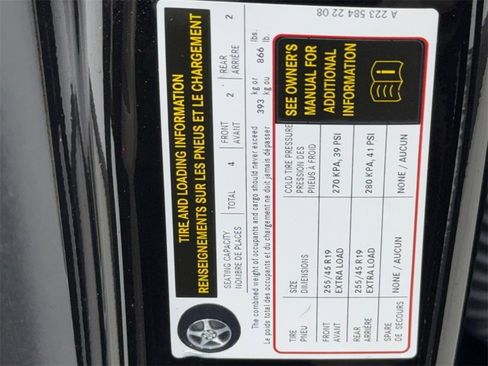 TIRE AND LOADING INFORMATION
RENSEIGNEMENTS SUR LES PNEUS ET LE CHARGEMENT
SEATING CAPACITY TOTAL 4 FRONT 2 REAR 2
NOMBRE DE PLACES AVANT ARRIÈRE
The combined weight of occupants and cargo should never exceed 393 kg or 866 lbs.
Le poids total des occupants et du chargement ne doit jamais dépasser 393 kg ou 866 lb.
TIRE SIZE COLD TIRE PRESSURE
PNEU DIMENSIONS PRESSION DES
PNEUS À FROID
FRONT 255/45 R19 270 KPA, 39 PSI
AVANT EXTRA LOAD
REAR 255/45 R19 280 KPA, 41 PSI
ARRIÈRE EXTRA LOAD
SPARE NONE / AUCUN NONE / AUCUN
DE SECOURS
SEE OWNER'S
MANUAL FOR
ADDITIONAL
INFORMATION
A 223 584 22 08